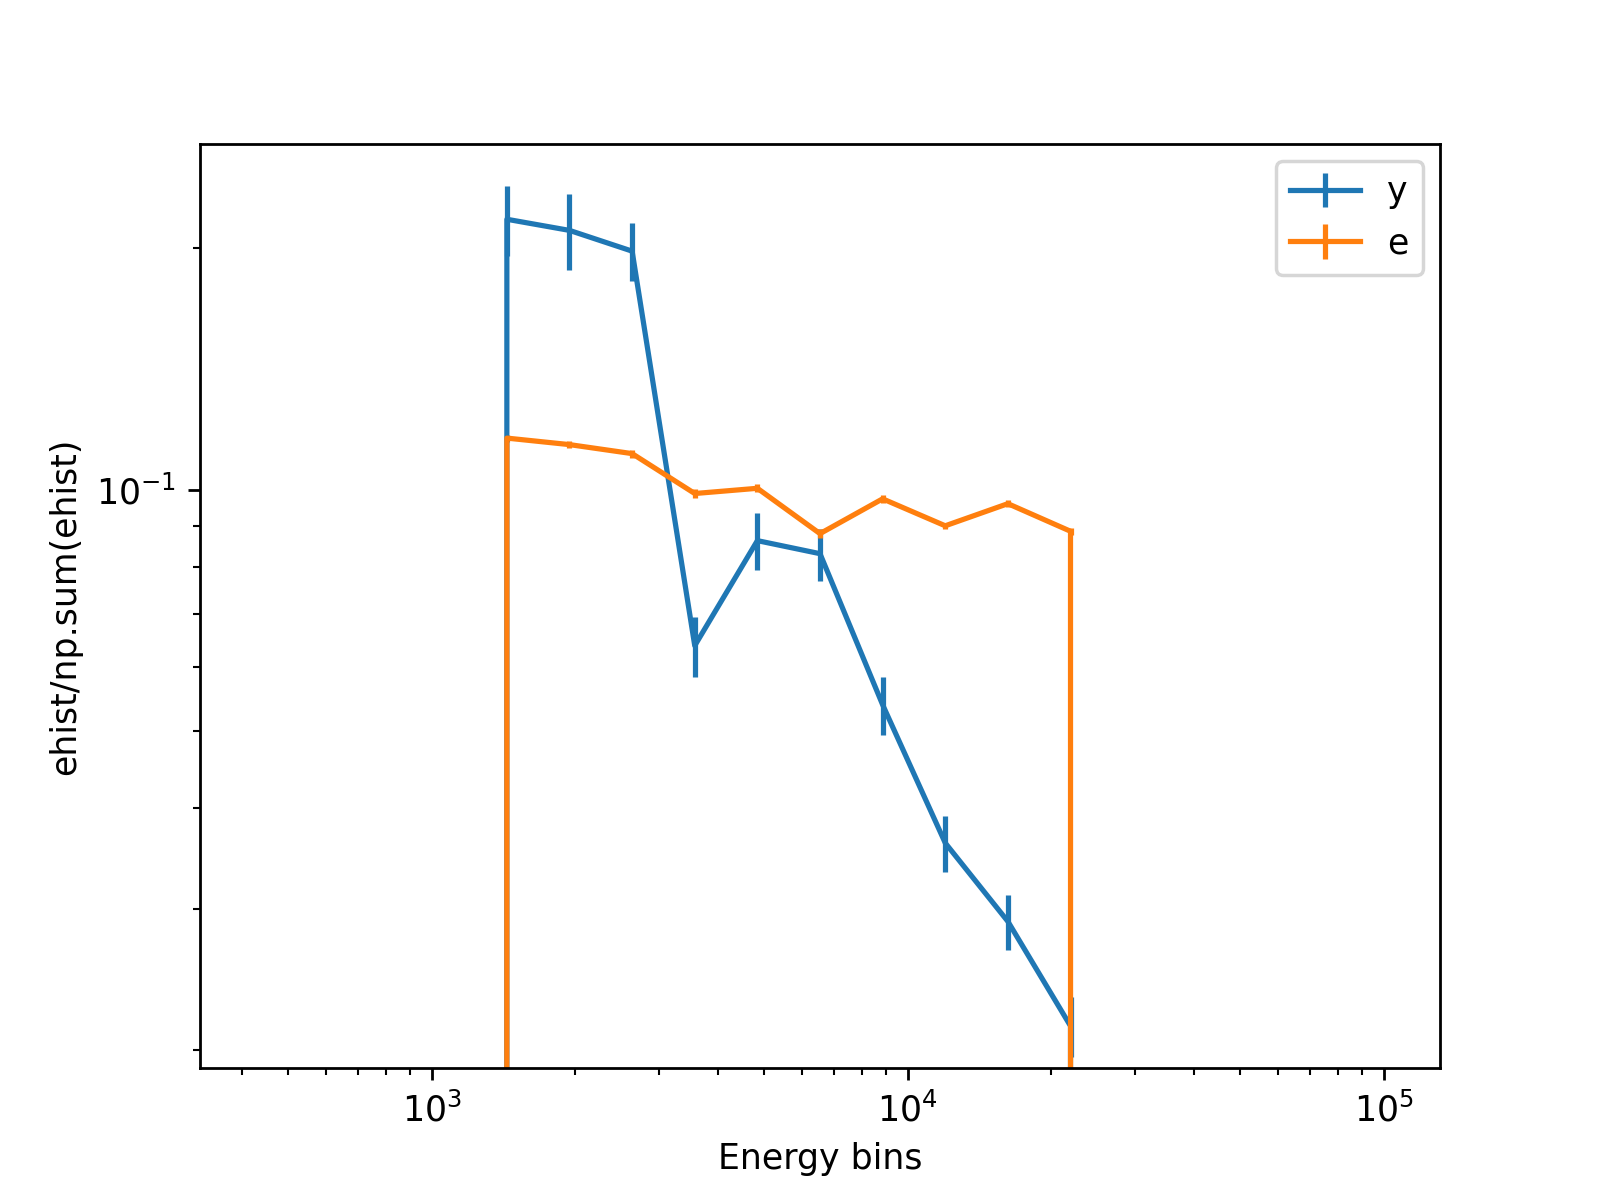 y
e
ehist/np.sum(ehist)
10⁻¹
10³ 10⁴ 10⁵
Energy bins